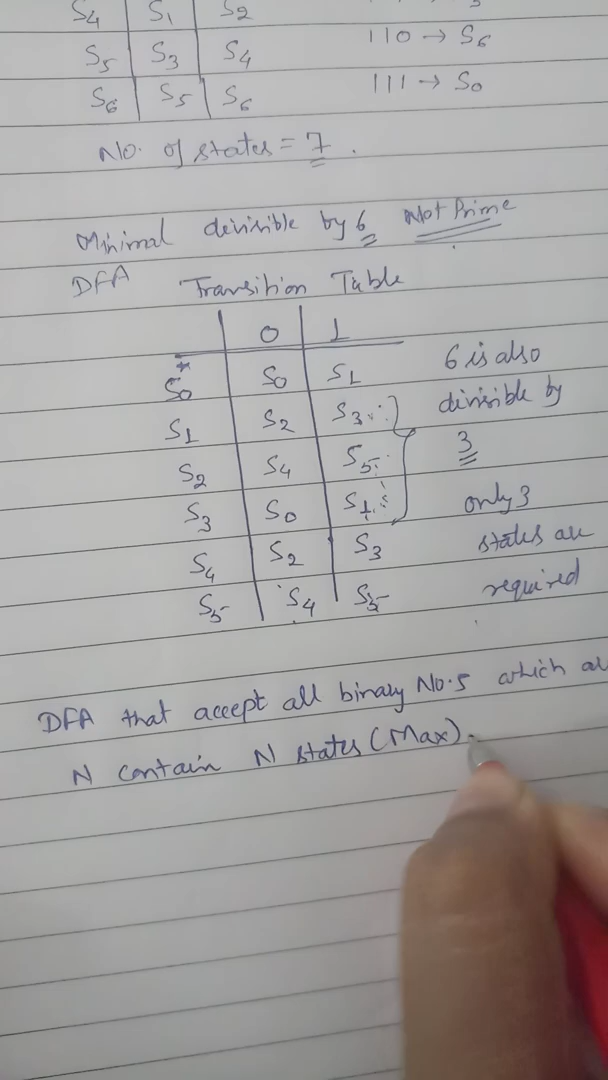 S4 S1 S2
110 → S6
S5 S3 S4
111 → S0
S6 S5 S6
No. of states = 7.
Minimal devisible by 6 Not Prime
DFA Transition Table
0 1
S0* S0 S1
6 is also
S1 S2 S3
devisible by
S2 S4 S5
3
S3 S0 S1
only 3
S4 S2 S3
states are
S5 S4 S5
required
DFA that accept all binary No.s which
N contain N states (Max).